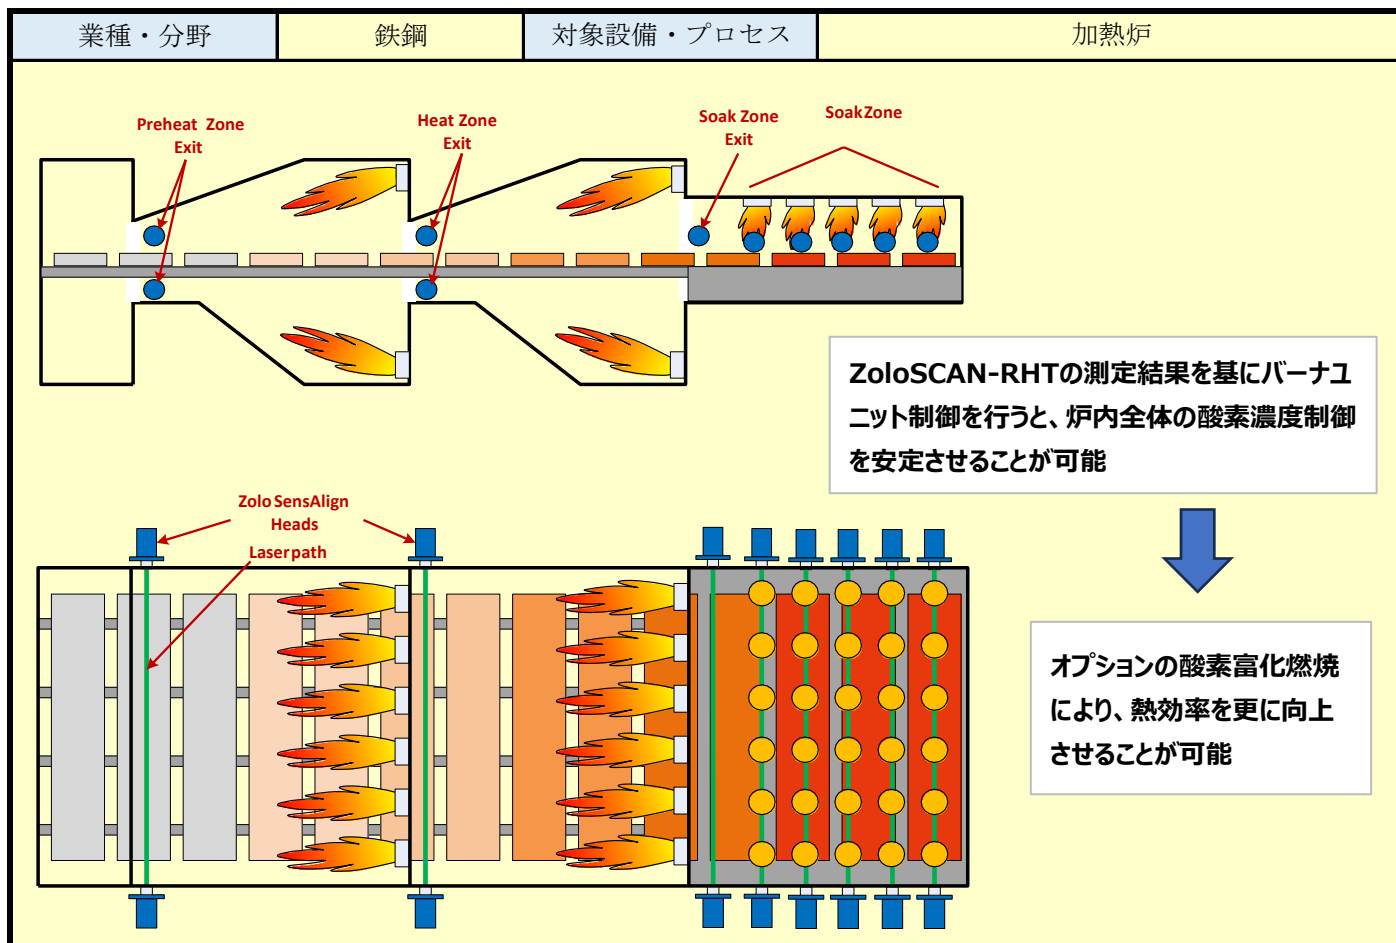 業種・分野
鉄鋼
対象設備・プロセス
加熱炉
Preheat Zone
Exit
Heat Zone
Exit
Soak Zone
Exit
SoakZone
ZoloSCAN-RHTの測定結果を基にバーナユ
ニット制御を行うと、炉内全体の酸素濃度制御
を安定させることが可能
Zolo SensAlign
Heads
Laserpath
オプションの酸素富化燃焼
により、熱効率を更に向上
させることが可能